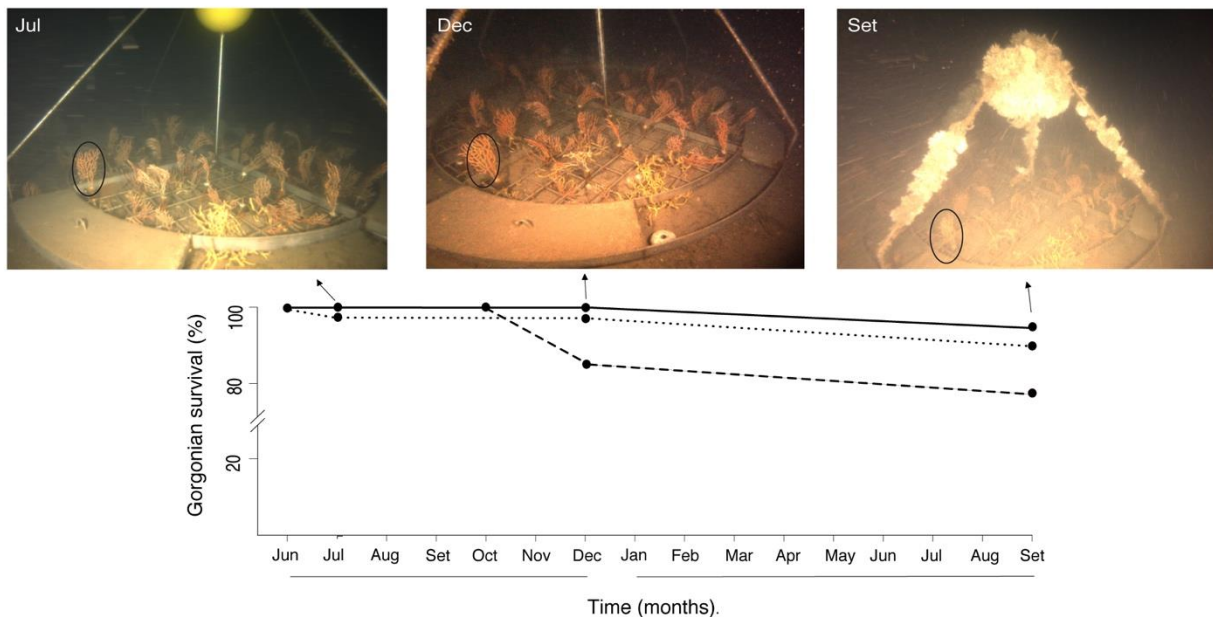 Jul
Dec
Set
Gorgonian survival (%)
100
80
20
Jun Jul Aug Set Oct Nov Dec Jan Feb Mar Apr May Jun Jul Aug Set
Time (months).